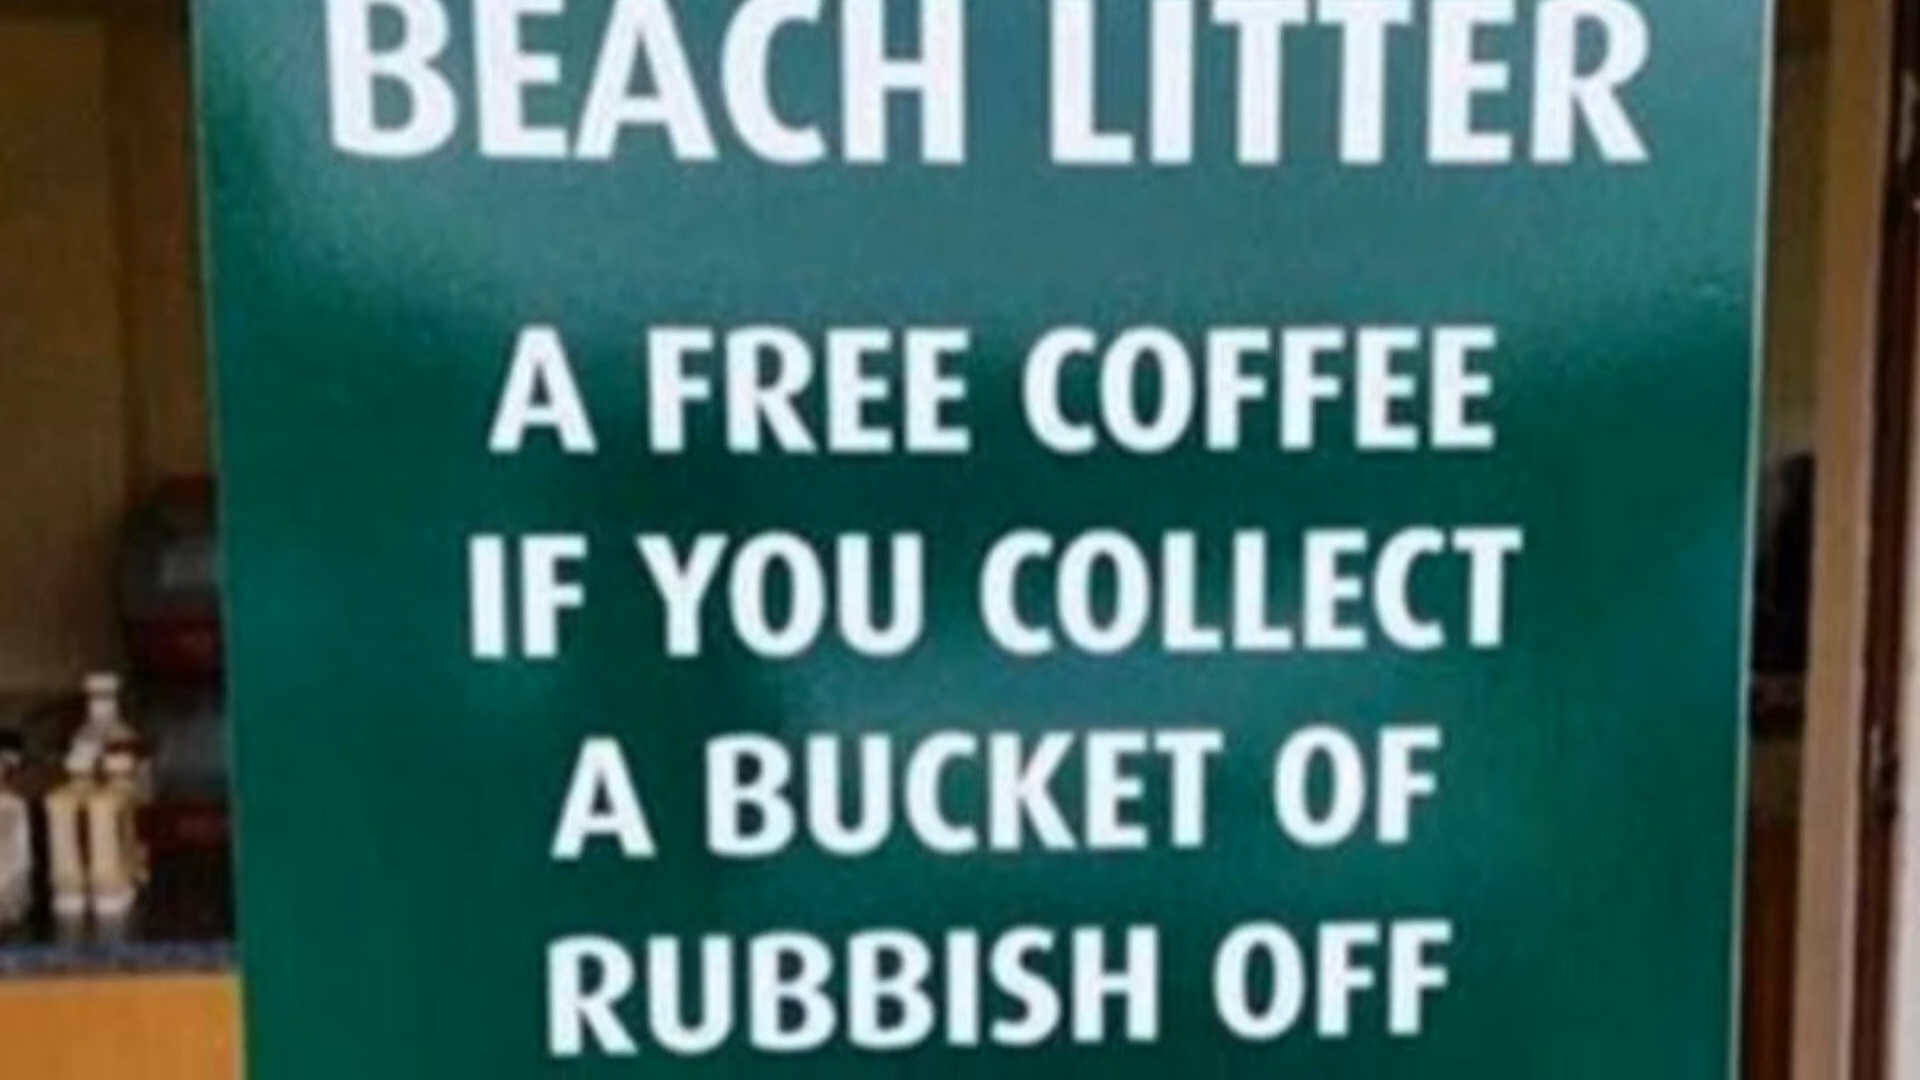 BEACH LITTER
A FREE COFFEE
IF YOU COLLECT
A BUCKET OF
RUBBISH OFF